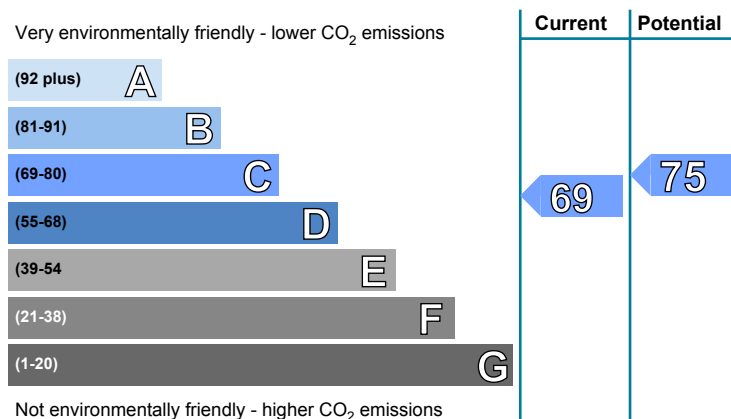 Very environmentally friendly - lower CO2 emissions
Current
Potential
(92 plus) A
(81-91) B
(69-80) C
(55-68) D
(39-54 E
(21-38) F
(1-20) G
69
75
Not environmentally friendly - higher CO2 emissions